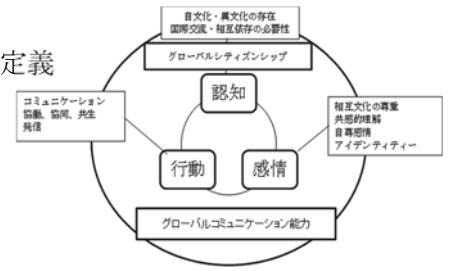 自文化・異文化の存在
国際交流・相互依存の必要性
グローバルシティズンシップ
定義
認知
コミュニケーション
協働、協同、共生
発信
相互文化の尊重
共感的理解
自尊感情
アイデンティティー
行動
感情
グローバルコミュニケーション能力